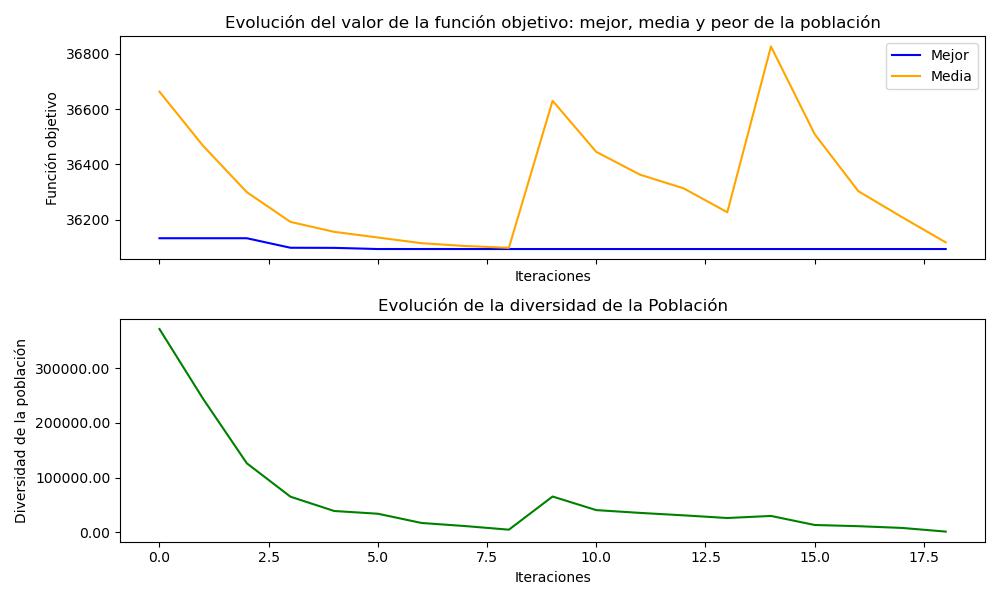 Evolución del valor de la función objetivo: mejor, media y peor de la población
Función objetivo
36800
36600
36400
36200
Mejor
Media
Iteraciones
Evolución de la diversidad de la Población
Diversidad de la población
300000.00
200000.00
100000.00
0.00
0.0 2.5 5.0 7.5 10.0 12.5 15.0 17.5
Iteraciones